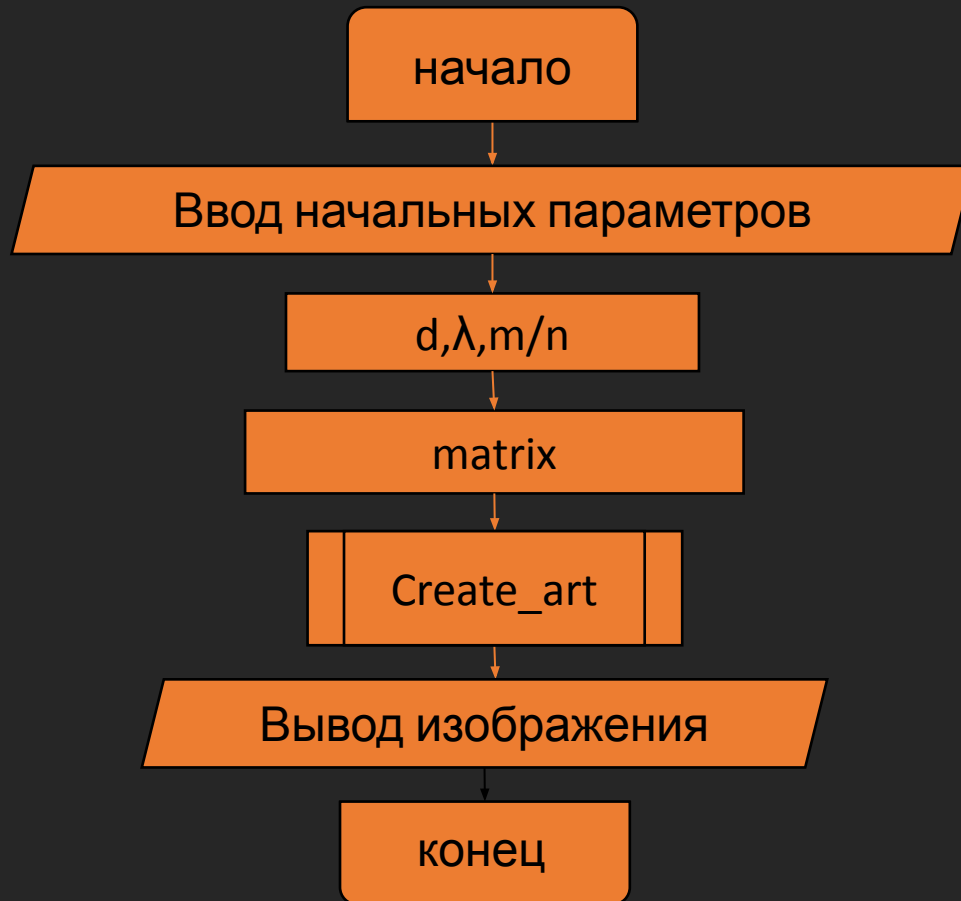 начало
Ввод начальных параметров
d,λ,m/n
matrix
Create_art
Вывод изображения
конец